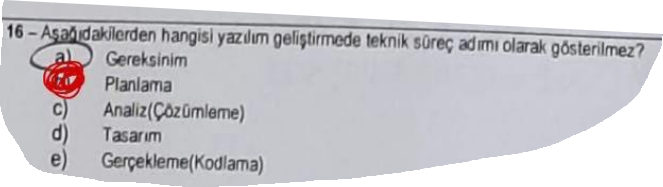 16 – Aşağıdakilerden hangisi yazılım geliştirmede teknik süreç adımı olarak gösterilmez?
a) Gereksinim
Planlama
c) Analiz(Çözümleme)
d) Tasarım
e) Gerçekleme(Kodlama)